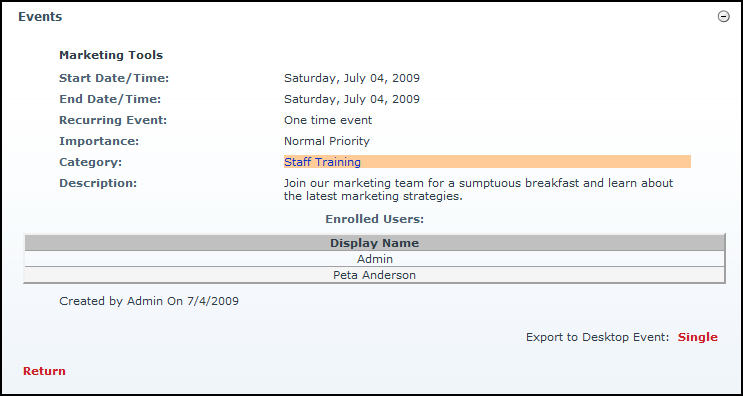 Events
Marketing Tools
Start Date/Time: Saturday, July 04, 2009
End Date/Time: Saturday, July 04, 2009
Recurring Event: One time event
Importance: Normal Priority
Category: Staff Training
Description: Join our marketing team for a sumptuous breakfast and learn about
the latest marketing strategies.
Enrolled Users:
Display Name
Admin
Peta Anderson
Created by Admin On 7/4/2009
Export to Desktop Event: Single
Return